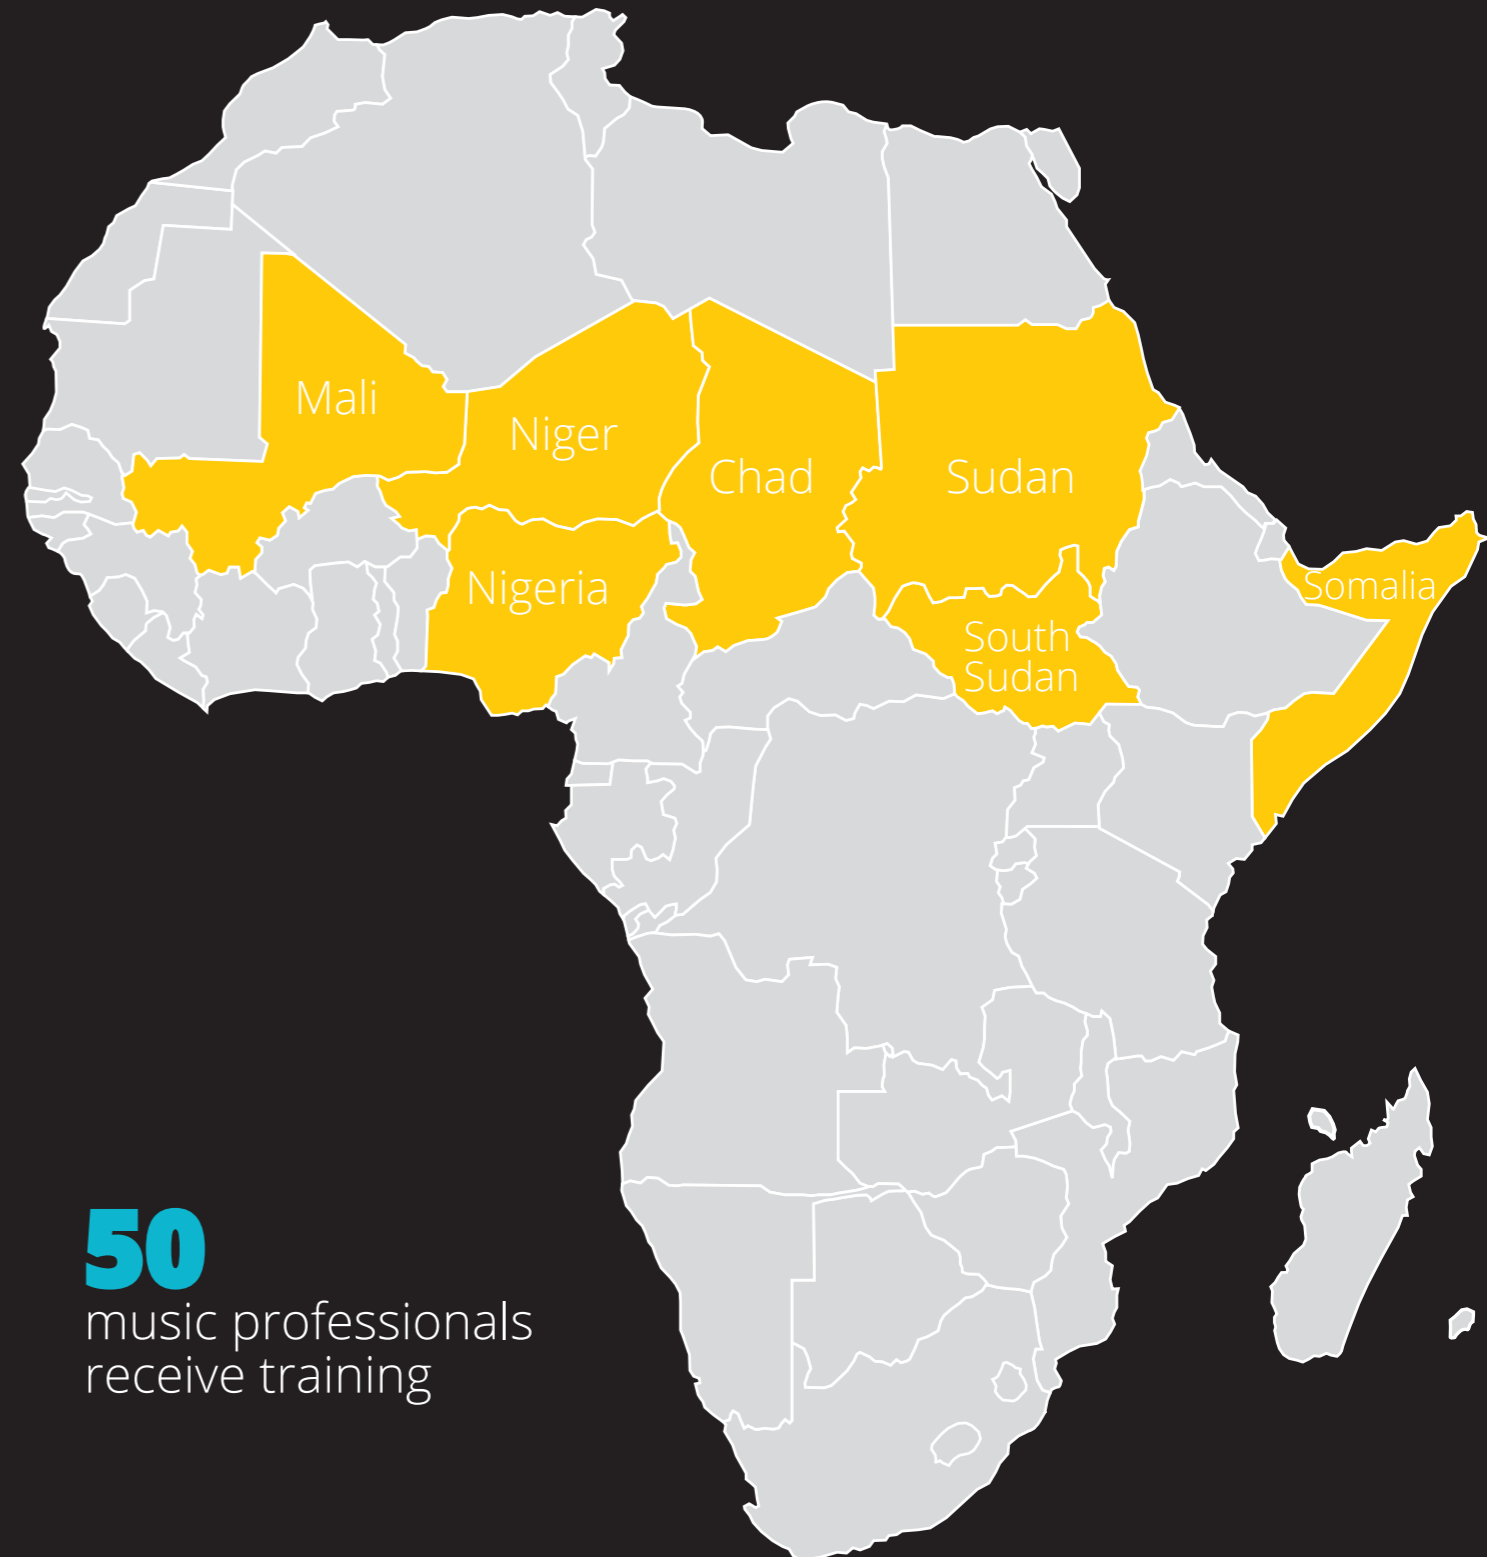 Mali
Niger
Chad
Sudan
Nigeria
Somalia
South
Sudan
50
music professionals
receive training